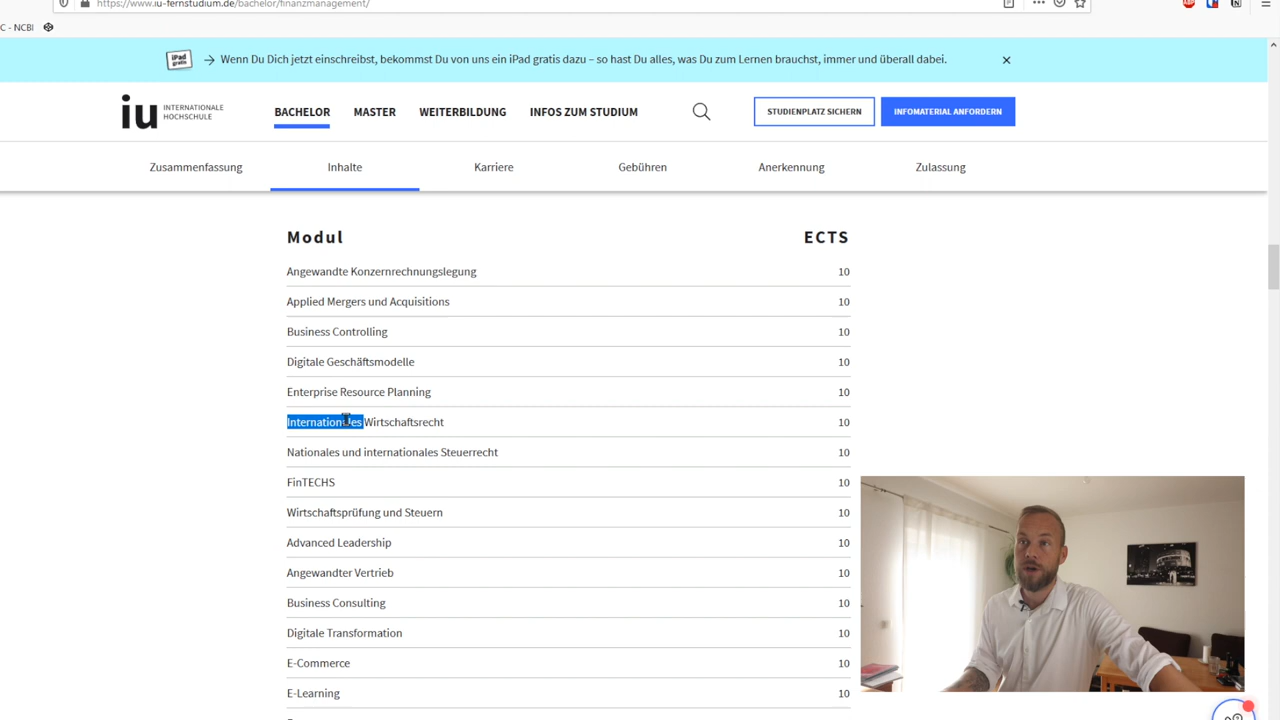 https://www.iu-fernstudium.de/bachelor/finanzmanagement/
C - NCBI
iPad gratis → Wenn Du Dich jetzt einschreibst, bekommst Du von uns ein iPad gratis dazu – so hast Du alles, was Du zum Lernen brauchst, immer und überall dabei.
iu INTERNATIONALE HOCHSCHULE BACHELOR MASTER WEITERBILDUNG INFOS ZUM STUDIUM STUDIENPLATZ SICHERN INFOMATERIAL ANFORDERN
Zusammenfassung Inhalte Karriere Gebühren Anerkennung Zulassung
Modul ECTS
Angewandte Konzernrechnungslegung 10
Applied Mergers und Acquisitions 10
Business Controlling 10
Digitale Geschäftsmodelle 10
Enterprise Resource Planning 10
Internationales Wirtschaftsrecht 10
Nationales und internationales Steuerrecht 10
FinTECHS 10
Wirtschaftsprüfung und Steuern 10
Advanced Leadership 10
Angewandter Vertrieb 10
Business Consulting 10
Digitale Transformation 10
E-Commerce 10
E-Learning 10